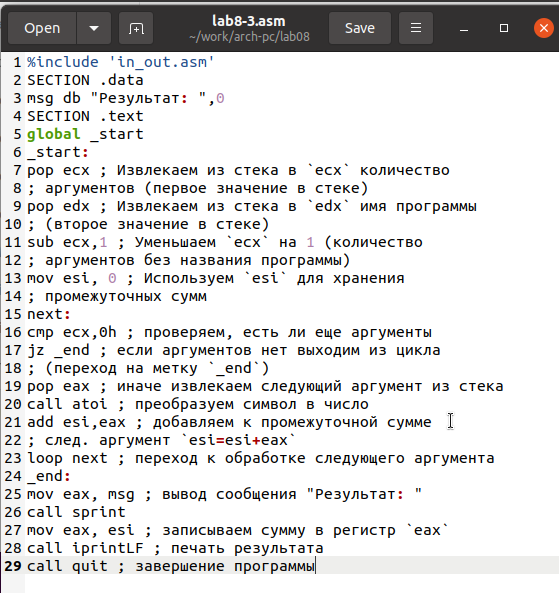 Open
lab8-3.asm
~/work/arch-pc/lab08
Save
1 %include 'in_out.asm'
2 SECTION .data
3 msg db "Результат: ",0
4 SECTION .text
5 global _start
6 _start:
7 pop ecx ; Извлекаем из стека в `ecx` количество
8 ; аргументов (первое значение в стеке)
9 pop edx ; Извлекаем из стека в `edx` имя программы
10 ; (второе значение в стеке)
11 sub ecx,1 ; Уменьшаем `ecx` на 1 (количество
12 ; аргументов без названия программы)
13 mov esi, 0 ; Используем `esi` для хранения
14 ; промежуточных сумм
15 next:
16 cmp ecx,0h ; проверяем, есть ли еще аргументы
17 jz _end ; если аргументов нет выходим из цикла
18 ; (переход на метку `_end`)
19 pop eax ; иначе извлекаем следующий аргумент из стека
20 call atoi ; преобразуем символ в число
21 add esi,eax ; добавляем к промежуточной сумме
22 ; след. аргумент `esi=esi+eax`
23 loop next ; переход к обработке следующего аргумента
24 _end:
25 mov eax, msg ; вывод сообщения "Результат: "
26 call sprint
27 mov eax, esi ; записываем сумму в регистр `eax`
28 call iprintLF ; печать результата
29 call quit ; завершение программы